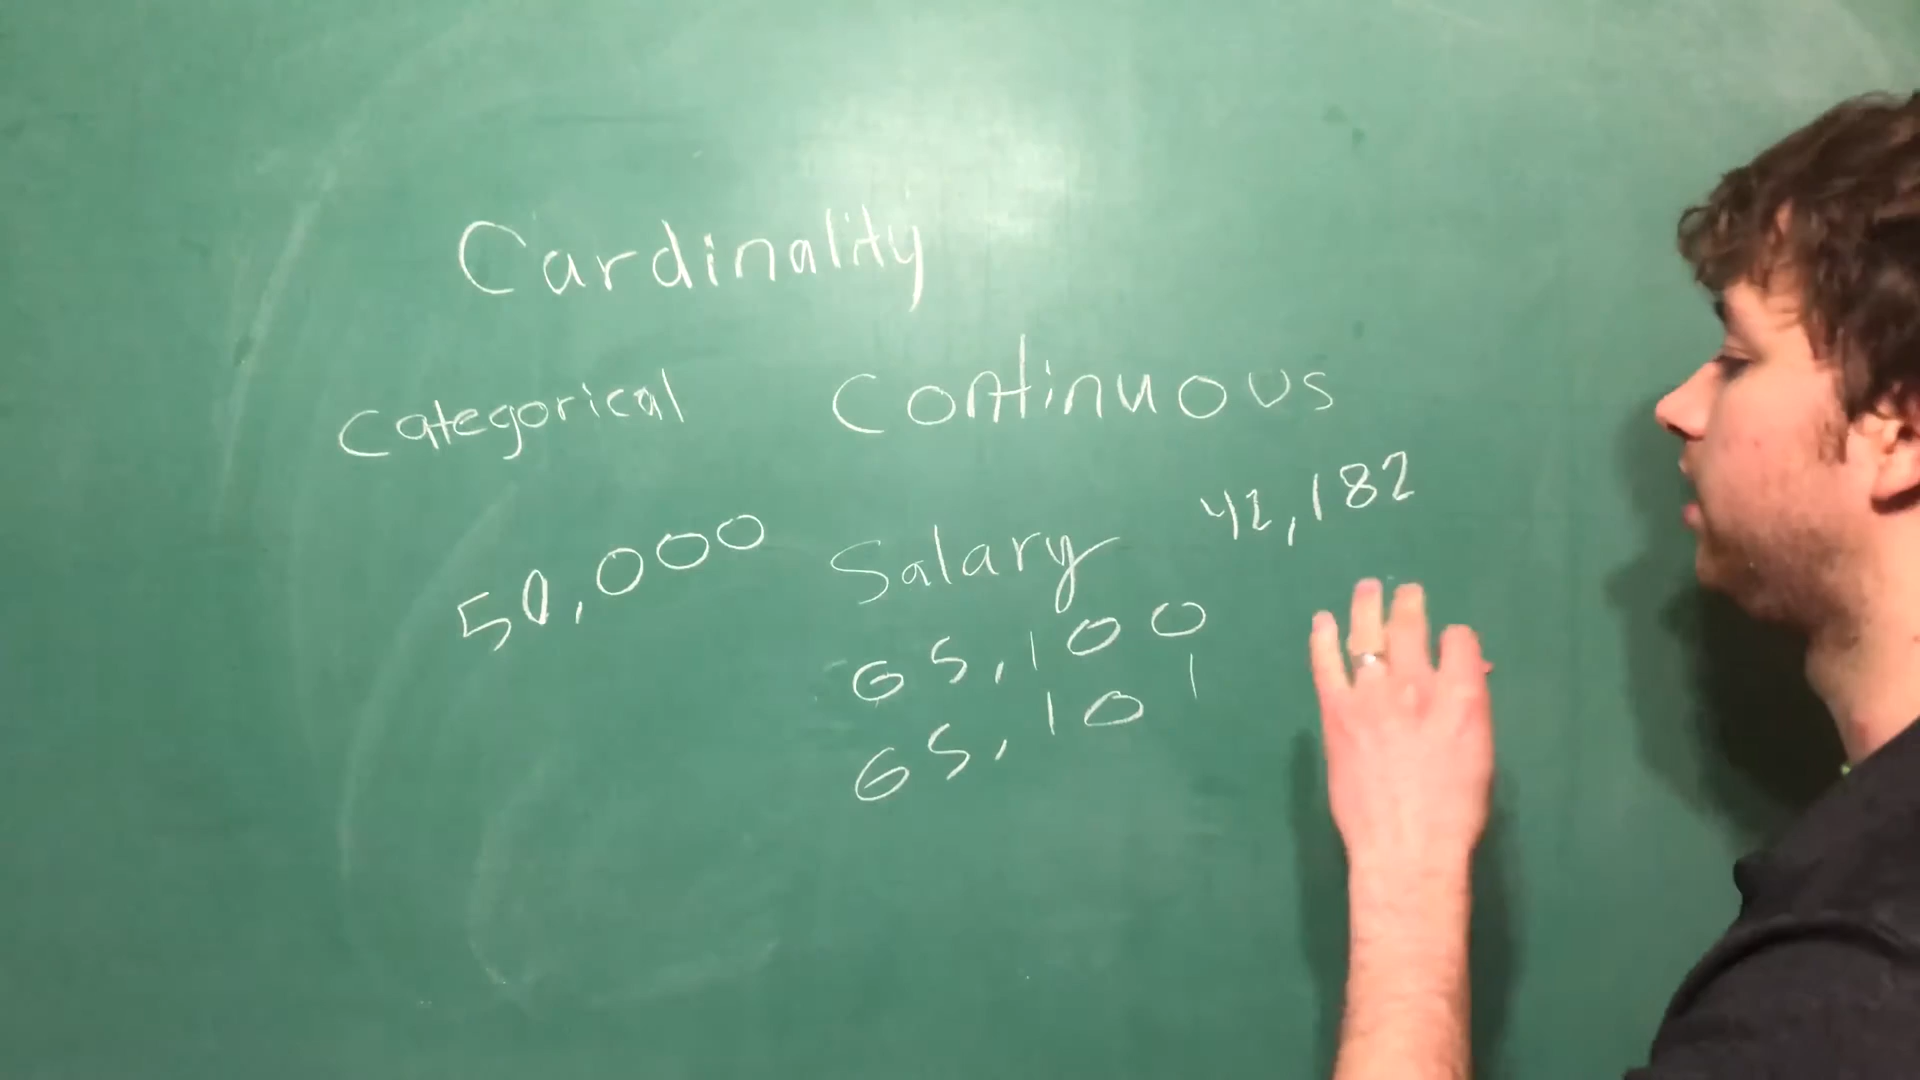 Cardinality
Categorical Continuous
50,000 Salary 42,182
65,100
65,101